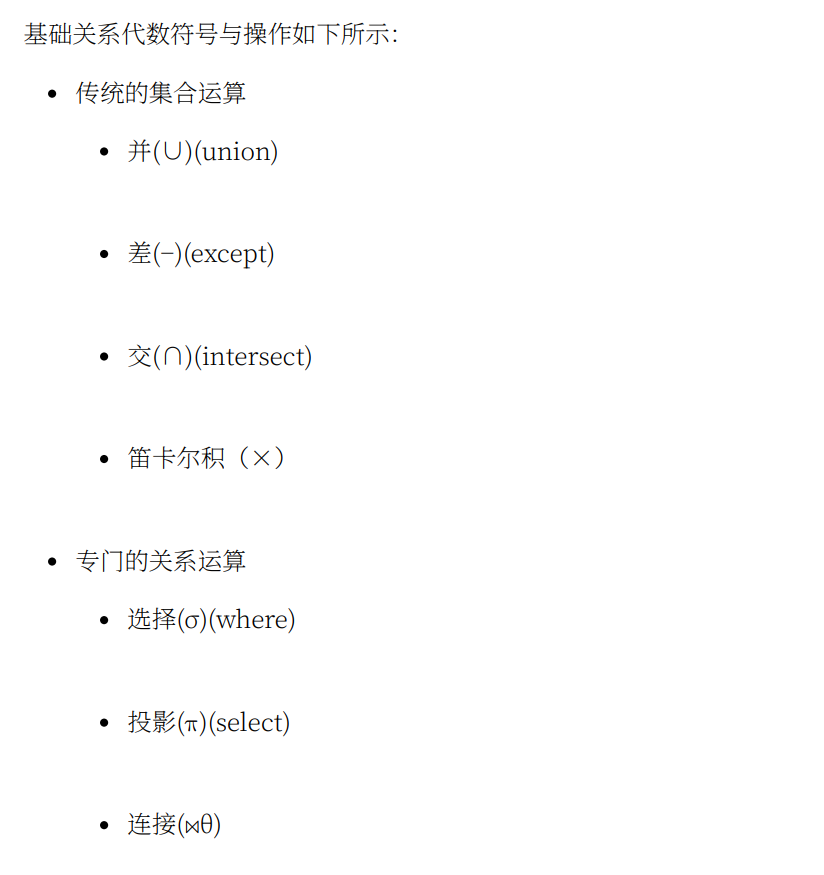 基础关系代数符号与操作如下所示：
• 传统的集合运算
• 并(∪)(union)
• 差(−)(except)
• 交(∩)(intersect)
• 笛卡尔积（×）
• 专门的关系运算
• 选择(σ)(where)
• 投影(π)(select)
• 连接(⋈θ)